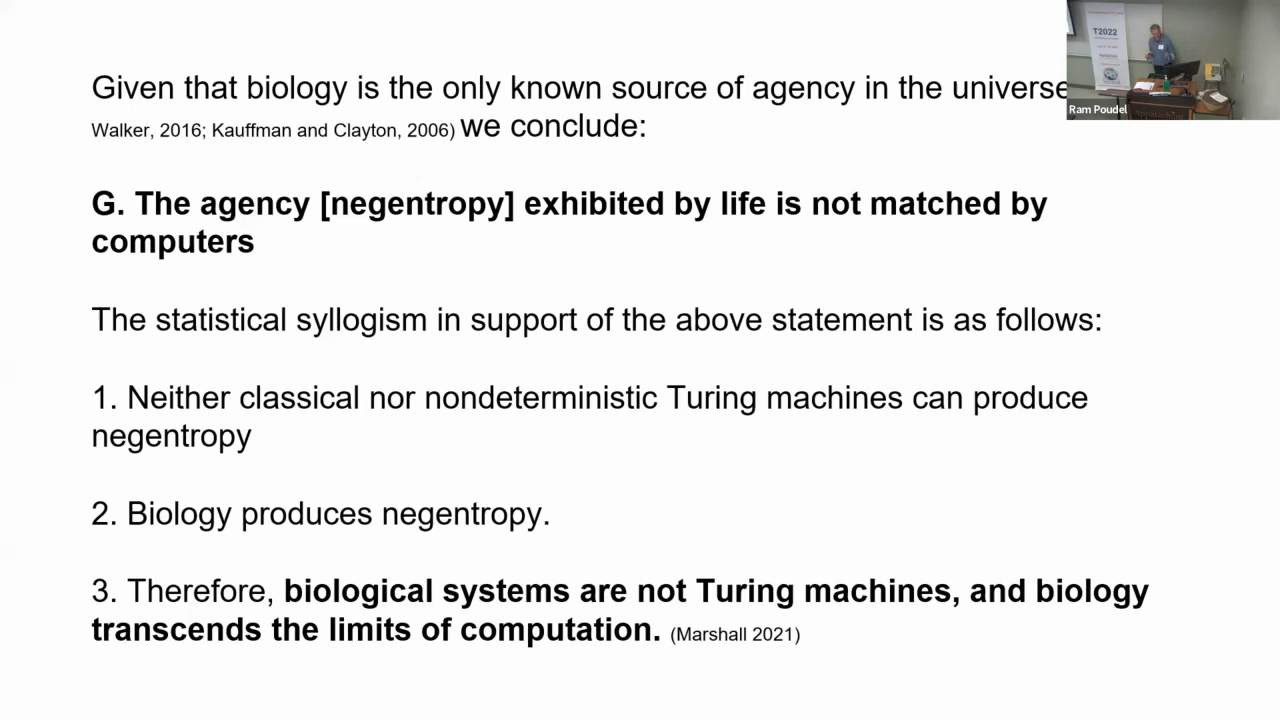 Given that biology is the only known source of agency in the universe
Walker, 2016; Kauffman and Clayton, 2006) we conclude:
G. The agency [negentropy] exhibited by life is not matched by
computers
The statistical syllogism in support of the above statement is as follows:
1. Neither classical nor nondeterministic Turing machines can produce
negentropy
2. Biology produces negentropy.
3. Therefore, biological systems are not Turing machines, and biology
transcends the limits of computation. (Marshall 2021)
T2022
Ram Poudel